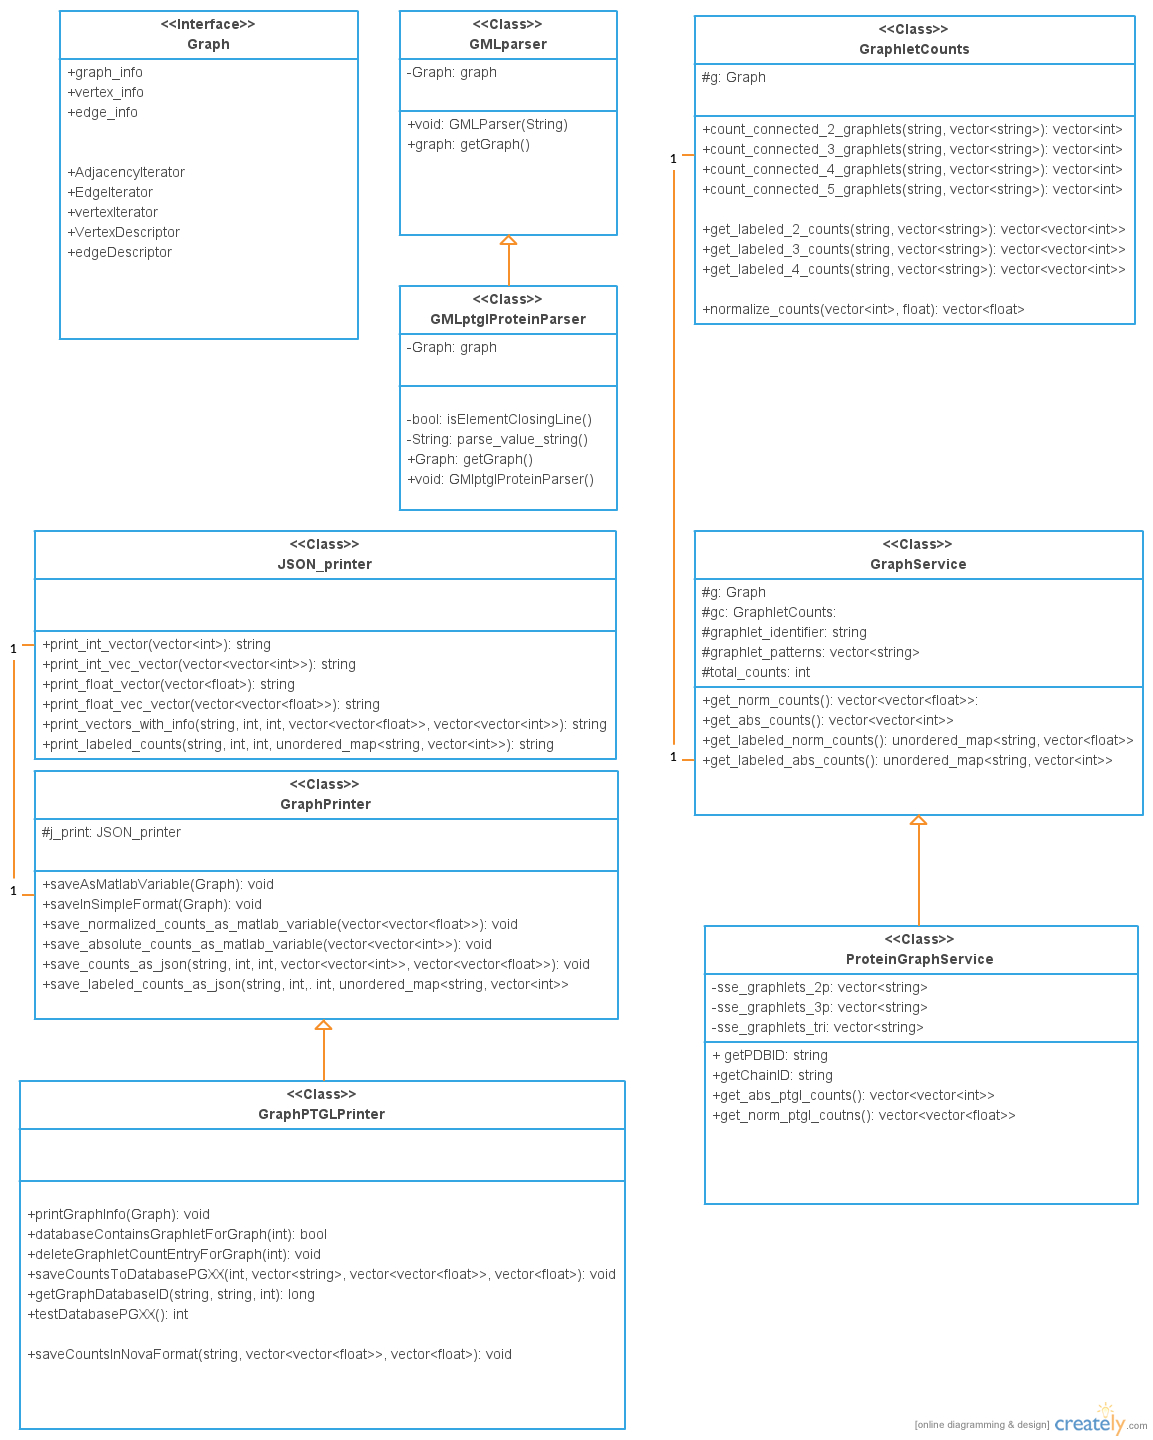 <<Interface>>
Graph
+graph_info
+vertex_info
+edge_info
+AdjacencyIterator
+EdgeIterator
+vertexIterator
+VertexDescriptor
+edgeDescriptor
<<Class>>
GMLparser
-Graph: graph
+void: GMLParser(String)
+graph: getGraph()
<<Class>>
GraphletCounts
#g: Graph
+count_connected_2_graphlets(string, vector<string>): vector<int>
+count_connected_3_graphlets(string, vector<string>): vector<int>
+count_connected_4_graphlets(string, vector<string>): vector<int>
+count_connected_5_graphlets(string, vector<string>): vector<int>
+get_labeled_2_counts(string, vector<string>): vector<vector<int>>
+get_labeled_3_counts(string, vector<string>): vector<vector<int>>
+get_labeled_4_counts(string, vector<string>): vector<vector<int>>
+normalize_counts(vector<int>, float): vector<float>
1
<<Class>>
GMLptglProteinParser
-Graph: graph
-bool: isElementClosingLine()
-String: parse_value_string()
+Graph: getGraph()
+void: GMlptglProteinParser()
<<Class>>
JSON_printer
+print_int_vector(vector<int>): string
+print_int_vec_vector(vector<vector<int>>): string
+print_float_vector(vector<float>): string
+print_float_vec_vector(vector<vector<float>>): string
+print_vectors_with_info(string, int, int, vector<vector<float>>, vector<vector<int>>): string
+print_labeled_counts(string, int, int, unordered_map<string, vector<int>>): string
1
<<Class>>
GraphService
#g: Graph
#gc: GraphletCounts:
#graphlet_identifier: string
#graphlet_patterns: vector<string>
#total_counts: int
+get_norm_counts(): vector<vector<float>>:
+get_abs_counts(): vector<vector<int>>
+get_labeled_norm_counts(): unordered_map<string, vector<float>>
+get_labeled_abs_counts(): unordered_map<string, vector<int>>
1
<<Class>>
GraphPrinter
#j_print: JSON_printer
+saveAsMatlabVariable(Graph): void
+saveInSimpleFormat(Graph): void
+save_normalized_counts_as_matlab_variable(vector<vector<float>>): void
+save_absolute_counts_as_matlab_variable(vector<vector<int>>): void
+save_counts_as_json(string, int, int, vector<vector<int>>, vector<vector<float>>): void
+save_labeled_counts_as_json(string, int,. int, unordered_map<string, vector<int>>
1
<<Class>>
ProteinGraphService
-sse_graphlets_2p: vector<string>
-sse_graphlets_3p: vector<string>
-sse_graphlets_tri: vector<string>
+ getPDBID: string
+getChainID: string
+get_abs_ptgl_counts(): vector<vector<int>>
+get_norm_ptgl_coutns(): vector<vector<float>>
<<Class>>
GraphPTGLPrinter
+printGraphInfo(Graph): void
+databaseContainsGraphletForGraph(int): bool
+deleteGraphletCountEntryForGraph(int): void
+saveCountsToDatabasePGXX(int, vector<string>, vector<vector<float>>, vector<float>): void
+getGraphDatabaseID(string, string, int): long
+testDatabasePGXX(): int
+saveCountsInNovaFormat(string, vector<vector<float>>, vector<float>): void
[online diagramming & design] creately.com